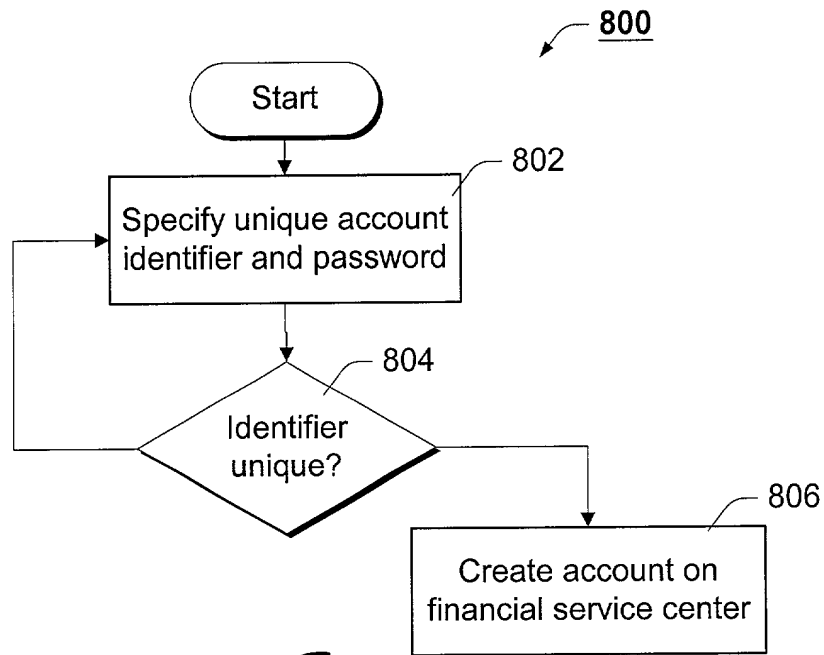 800
Start
802
Specify unique account
identifier and password
804
Identifier
unique?
806
Create account on
financial service center